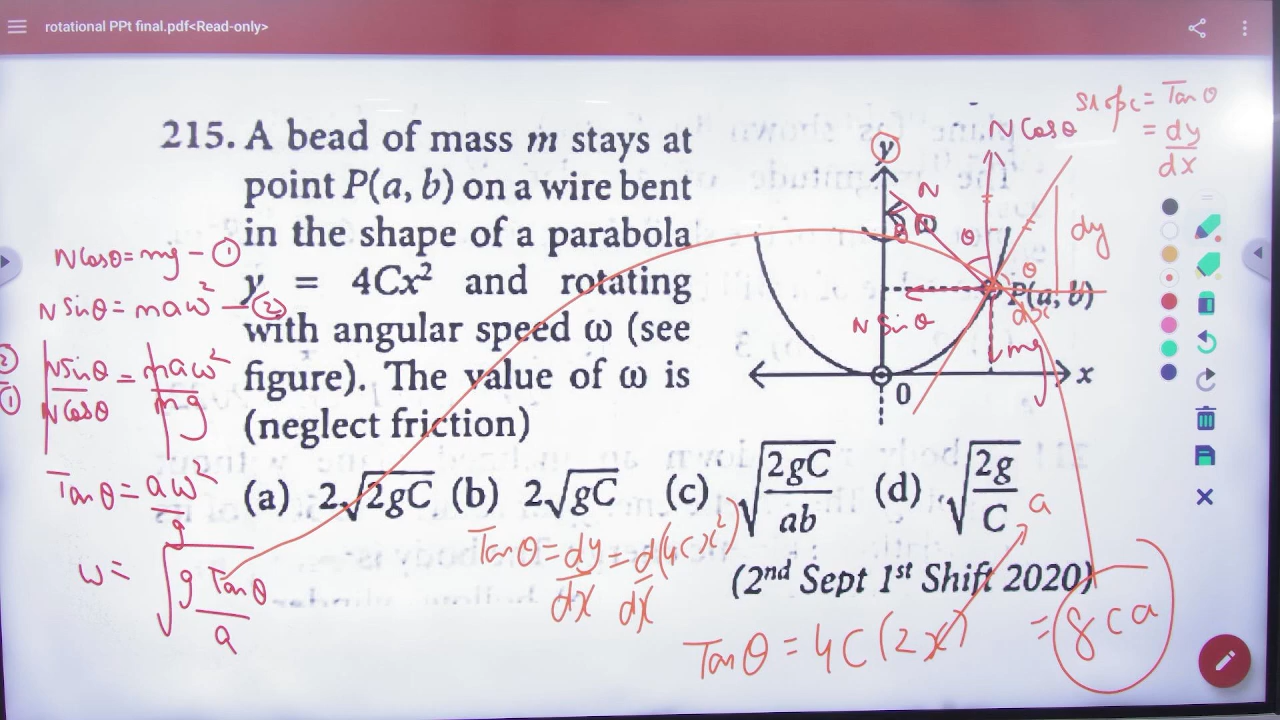 rotational PPt final.pdf<Read-only>
215. A bead of mass m stays at
point P(a, b) on a wire bent
in the shape of a parabola
y = 4Cx² and rotating
with angular speed ω (see
figure). The value of ω is
(neglect friction)
(a) 2√2gC (b) 2√gC (c) √(2gC/ab) (d) √(2g/C)
(2nd Sept 1st Shift 2020)
y
ω
P(a, b)
x
0
Slope = Tanθ
= dy/dx
N Cosθ
N
θ
θ
θ
dy
dx
N Sinθ
mg
N Cosθ = mg - ①
N Sinθ = maω² - ②
② NSinθ/NCosθ = maω²/mg
①
Tanθ = aω²/g
ω = √(g Tanθ/a)
Tanθ = dy/dx = d(4Cx²)/dx
a
Tanθ = 4C(2x) = 8Ca